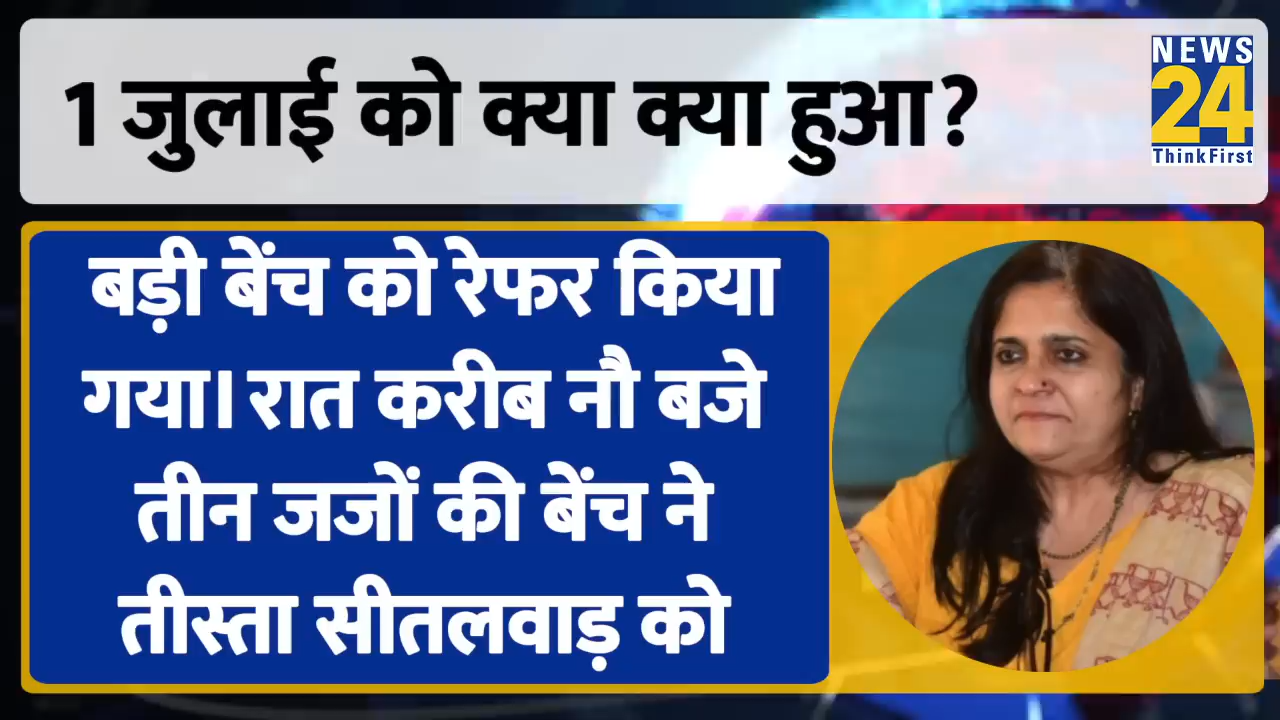 1 जुलाई को क्या क्या हुआ?
NEWS
24
ThinkFirst
बड़ी बेंच को रेफर किया
गया। रात करीब नौ बजे
तीन जजों की बेंच ने
तीस्ता सीतलवाड़ को